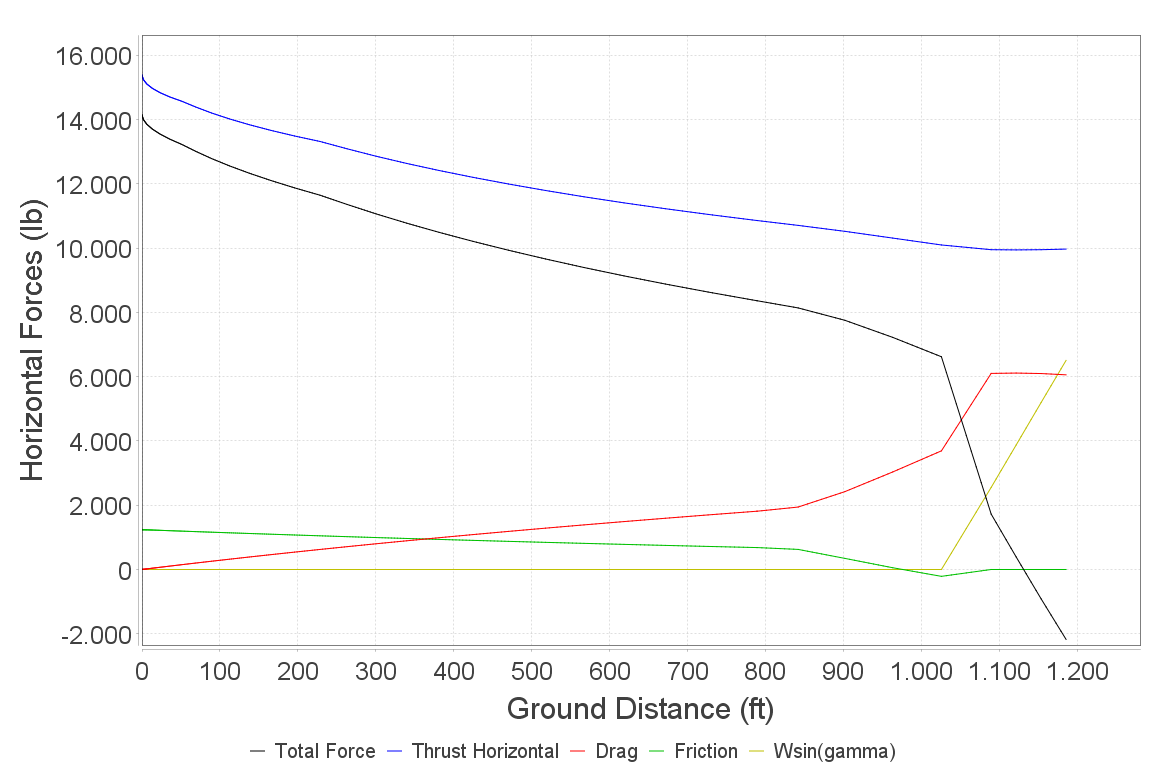 Horizontal Forces (lb)
16.000
14.000
12.000
10.000
8.000
6.000
4.000
2.000
0
-2.000
0 100 200 300 400 500 600 700 800 900 1.000 1.100 1.200
Ground Distance (ft)
Total Force Thrust Horizontal Drag Friction Wsin(gamma)